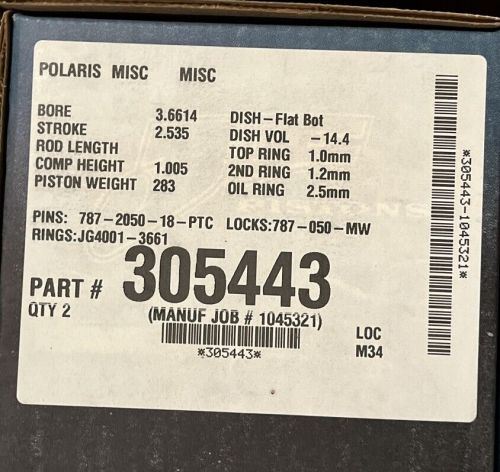 POLARIS MISC MISC
BORE 3.6614 DISH-Flat Bot
STROKE 2.535 DISH VOL -14.4
ROD LENGTH TOP RING 1.0mm
COMP HEIGHT 1.005 2ND RING 1.2mm
PISTON WEIGHT 283 OIL RING 2.5mm
PINS: 787-2050-18-PTC LOCKS:787-050-MW
RINGS:JG4001-3661
PART # 305443
QTY 2 (MANUF JOB # 1045321)
*305443*
LOC
M34
*305443-1045321*